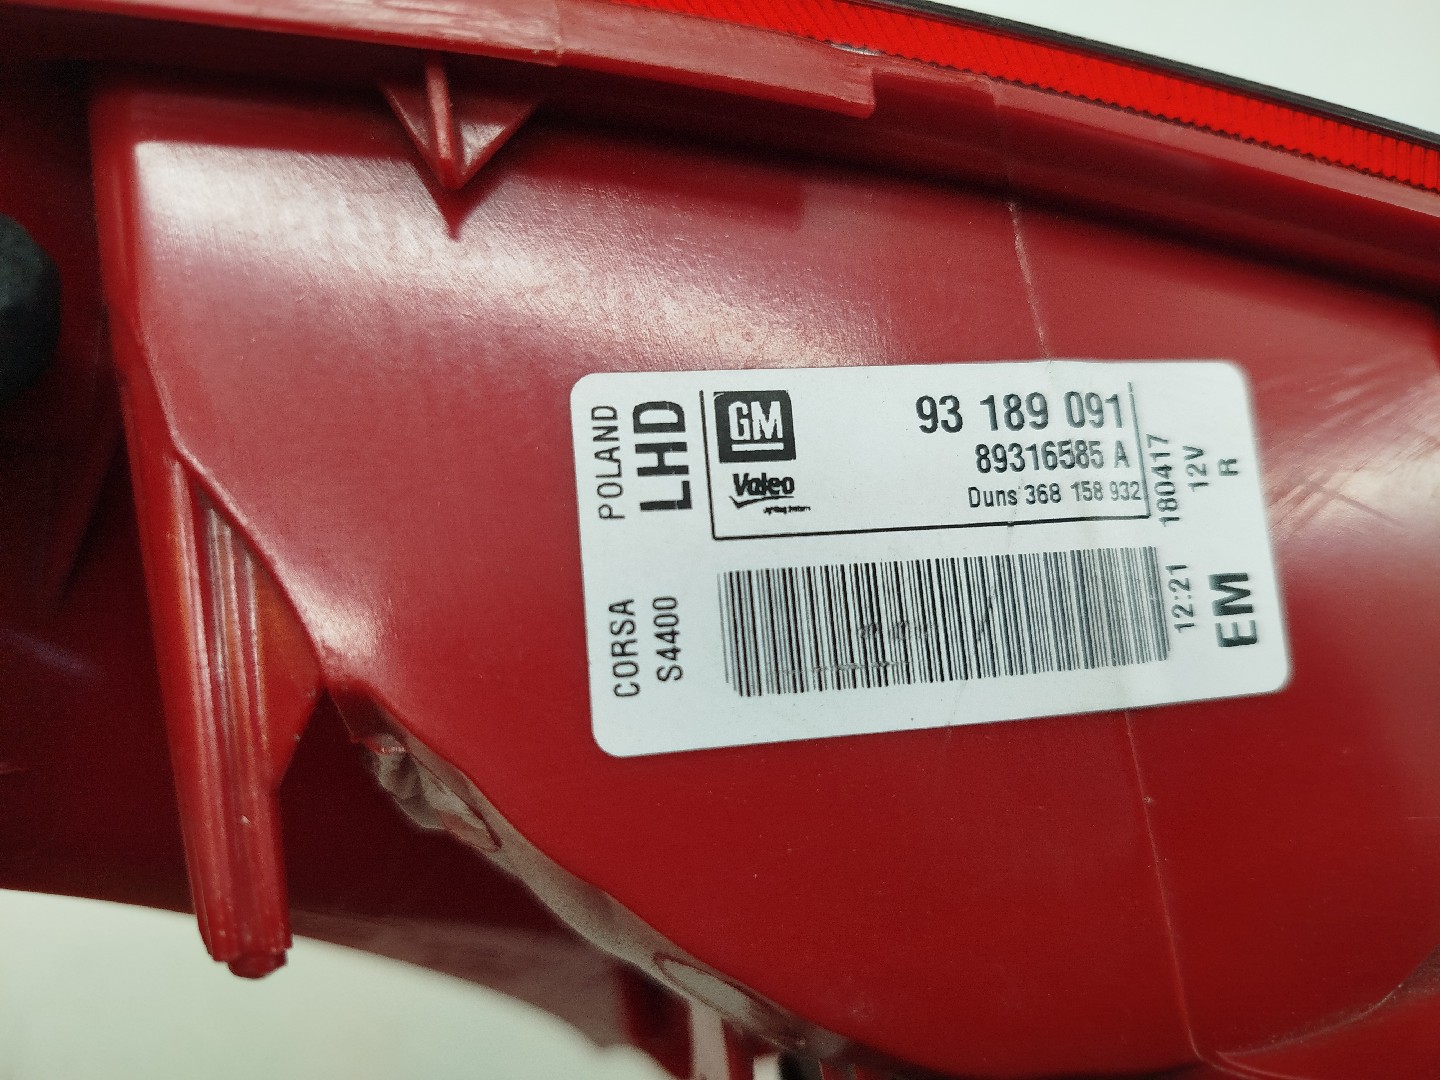 POLAND
LHD
GM
Valeo
93 189 091
89316585 A
Duns 368 158 932
180417
12V
R
CORSA
S4400
12:21
EM